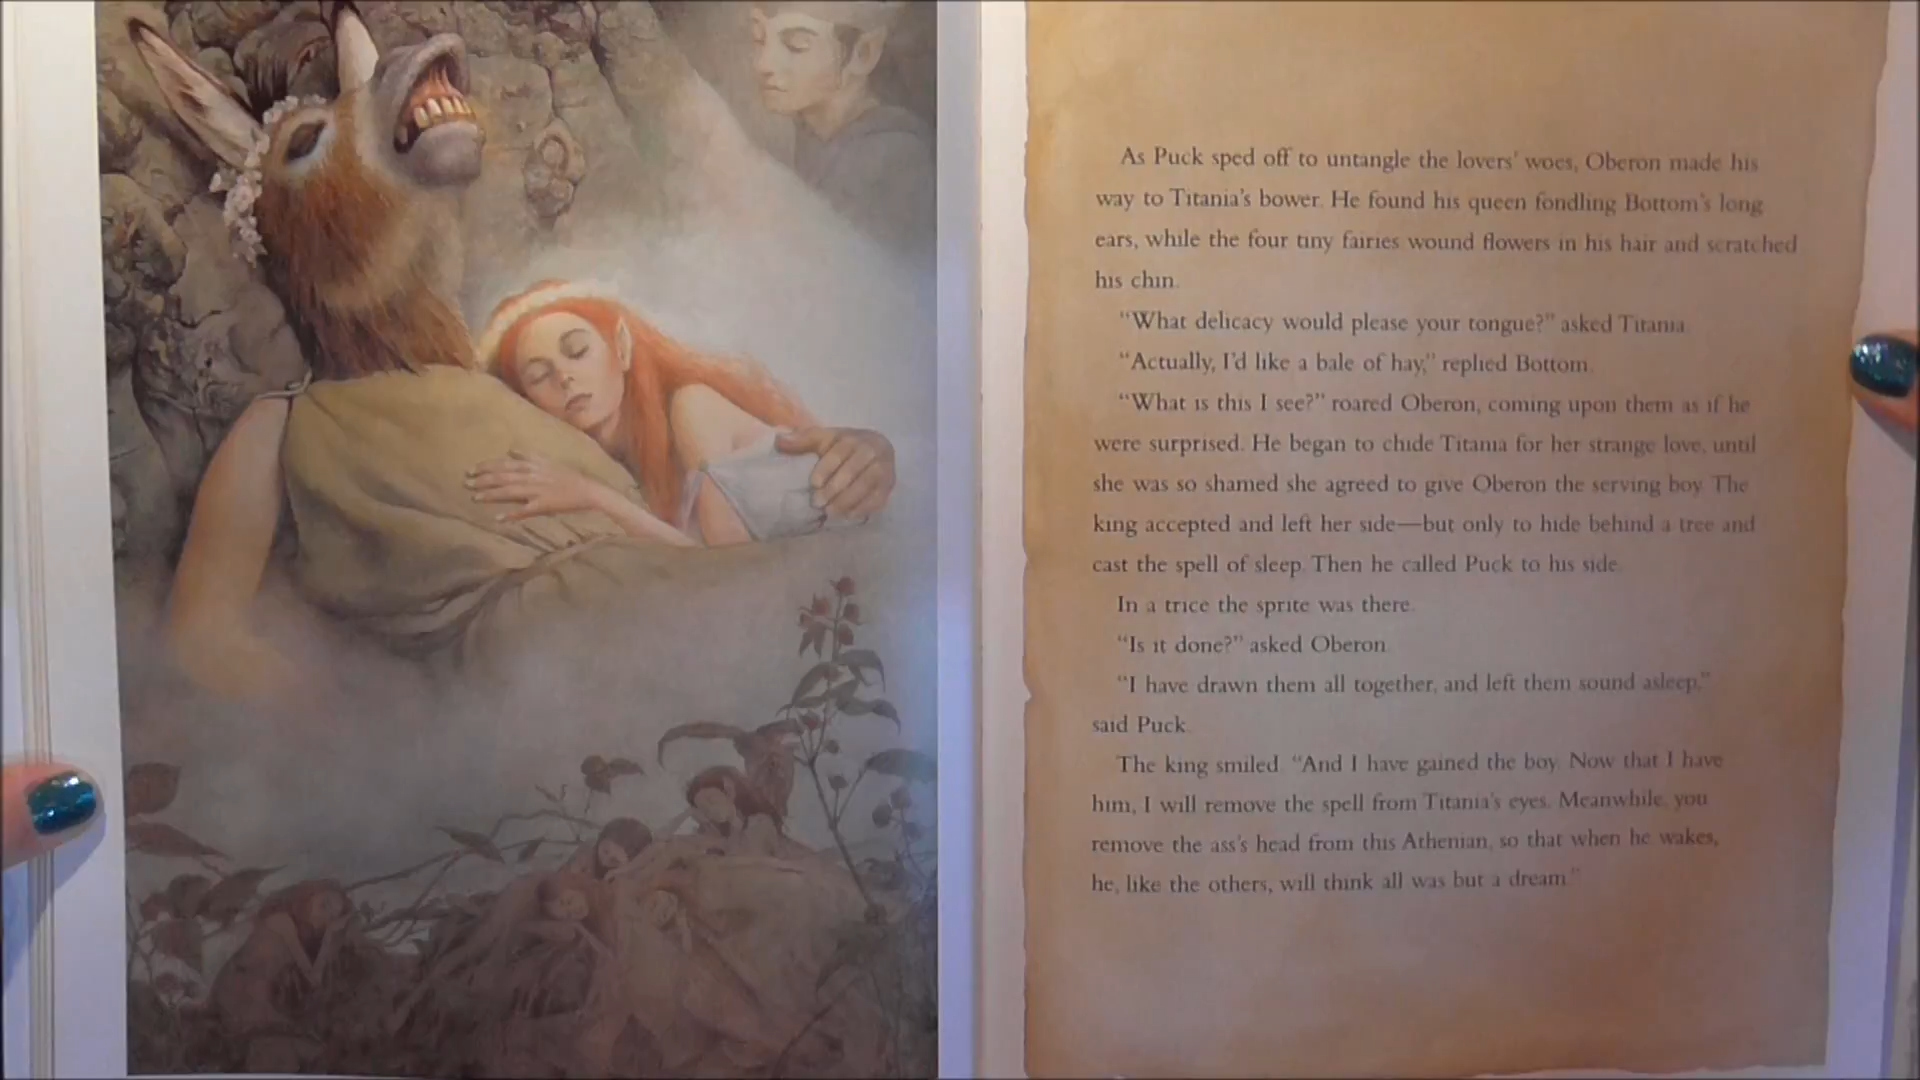 As Puck sped off to untangle the lovers' woes, Oberon made his
way to Titania's bower. He found his queen fondling Bottom's long
ears, while the four tiny fairies wound flowers in his hair and scratched
his chin.
“What delicacy would please your tongue?” asked Titania.
“Actually, I'd like a bale of hay,” replied Bottom.
“What is this I see?” roared Oberon, coming upon them as if he
were surprised. He began to chide Titania for her strange love, until
she was so shamed she agreed to give Oberon the serving boy. The
king accepted and left her side—but only to hide behind a tree and
cast the spell of sleep. Then he called Puck to his side.
In a trice the sprite was there.
“Is it done?” asked Oberon.
“I have drawn them all together, and left them sound asleep,”
said Puck.
The king smiled. “And I have gained the boy. Now that I have
him, I will remove the spell from Titania's eyes. Meanwhile, you
remove the ass's head from this Athenian, so that when he wakes,
he, like the others, will think all was but a dream.”